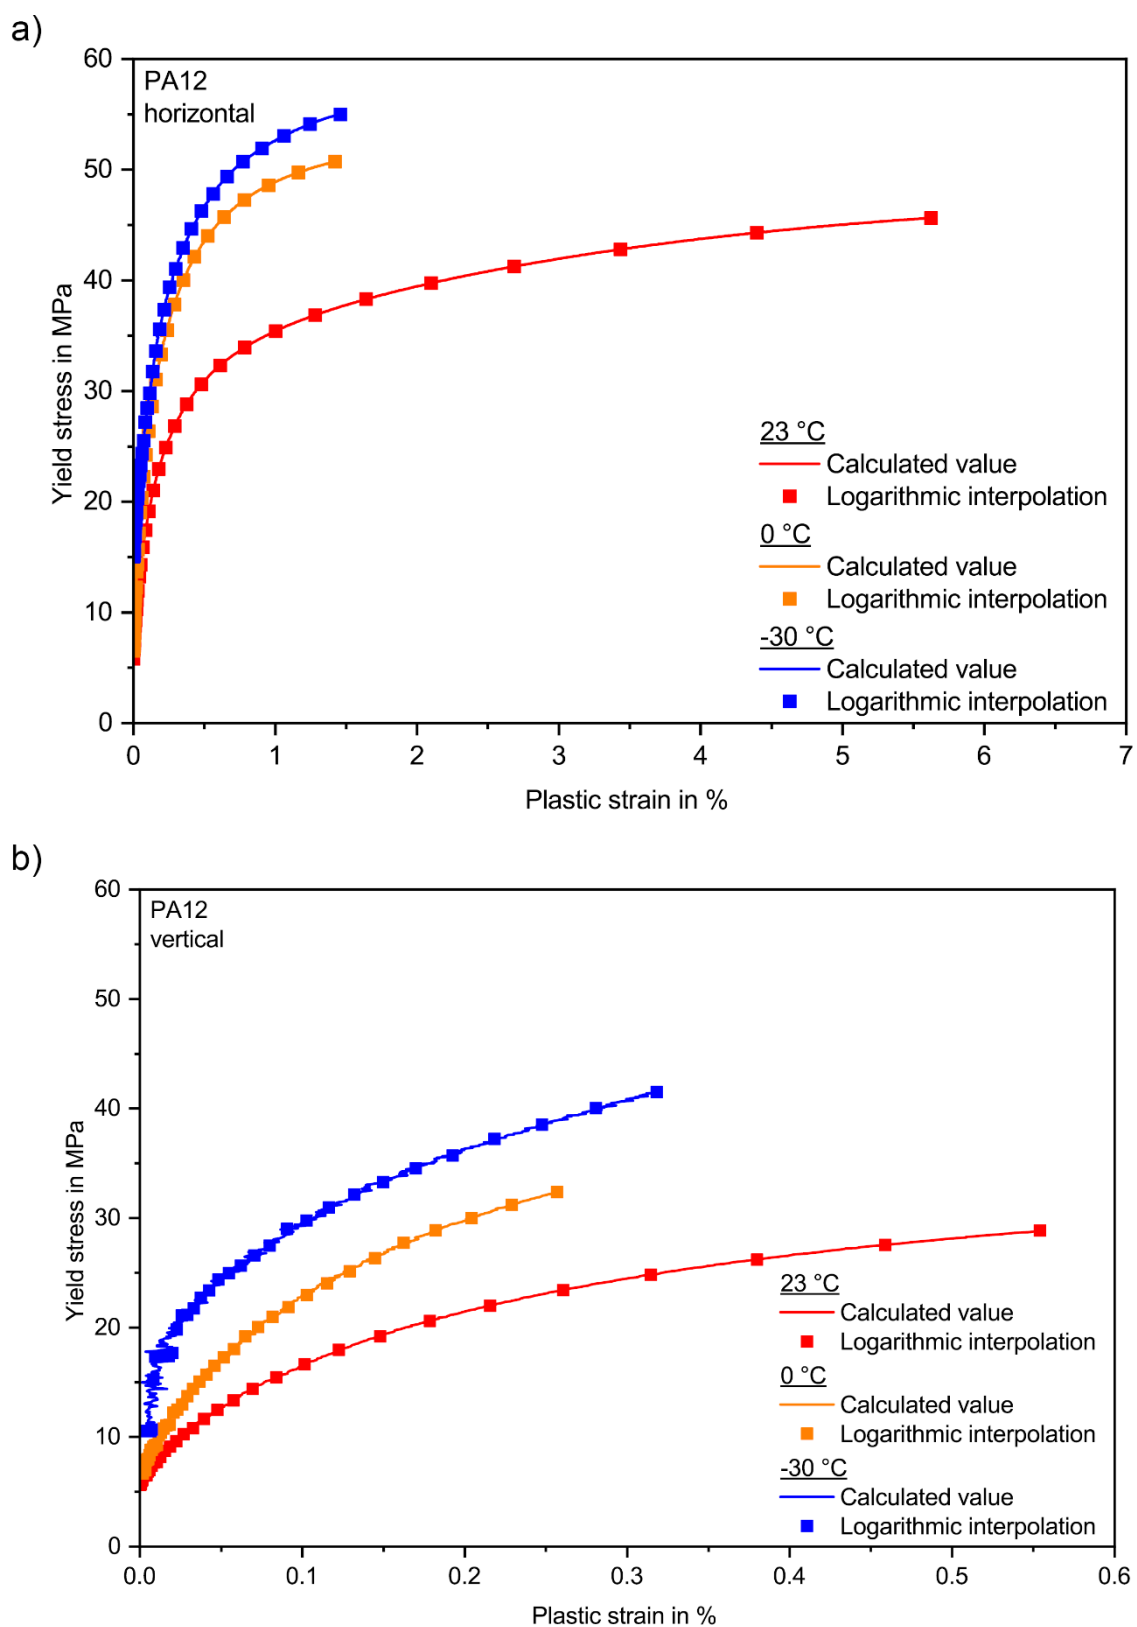 a)
60
50
40
30
20
10
0
Yield stress in MPa
PA12
horizontal
23 °C
Calculated value
Logarithmic interpolation
0 °C
Calculated value
Logarithmic interpolation
-30 °C
Calculated value
Logarithmic interpolation
0 1 2 3 4 5 6 7
Plastic strain in %
b)
60
50
40
30
20
10
0
Yield stress in MPa
PA12
vertical
23 °C
Calculated value
Logarithmic interpolation
0 °C
Calculated value
Logarithmic interpolation
-30 °C
Calculated value
Logarithmic interpolation
0.0 0.1 0.2 0.3 0.4 0.5 0.6
Plastic strain in %